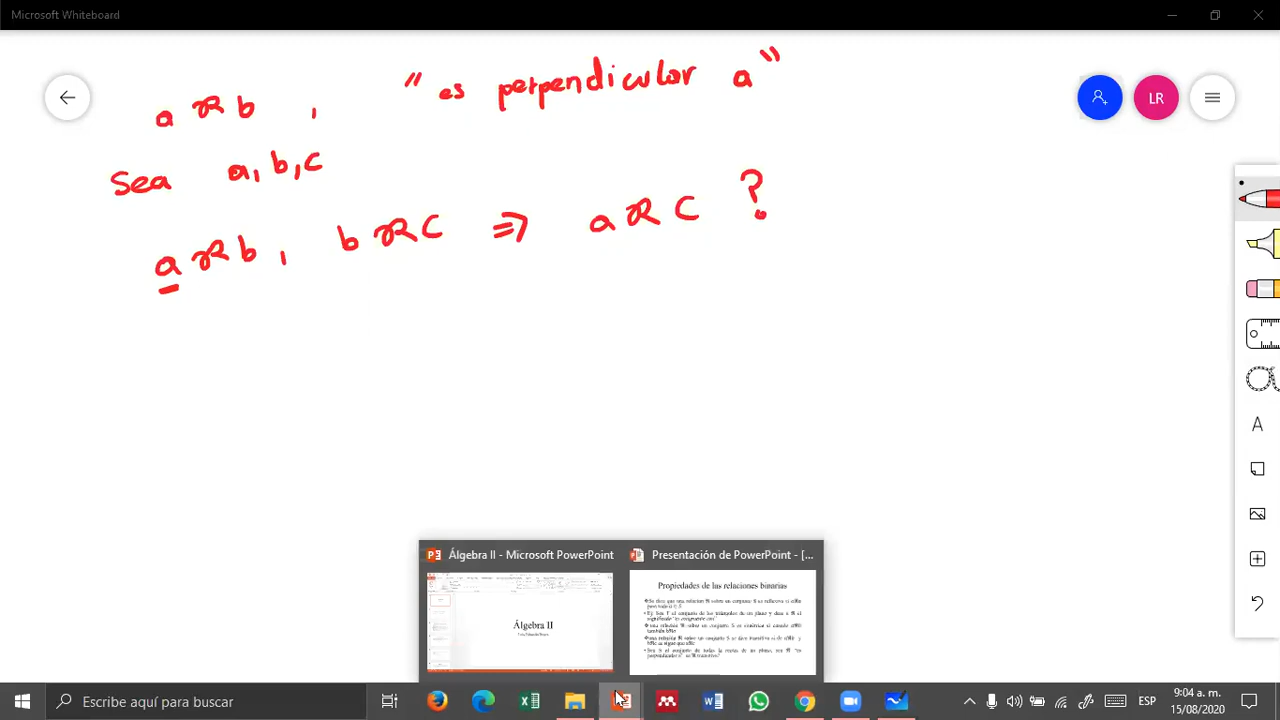 Microsoft Whiteboard
a R b , "es perpendicular a"
LR
Sea a, b, c
a R b , b R c ⇒ a R c ?
A
Álgebra II - Microsoft PowerPoint
Presentación de PowerPoint - [...
Álgebra II
Propiedades de las relaciones binarias
Escribe aquí para buscar
ESP
9:04 a. m.
15/08/2020